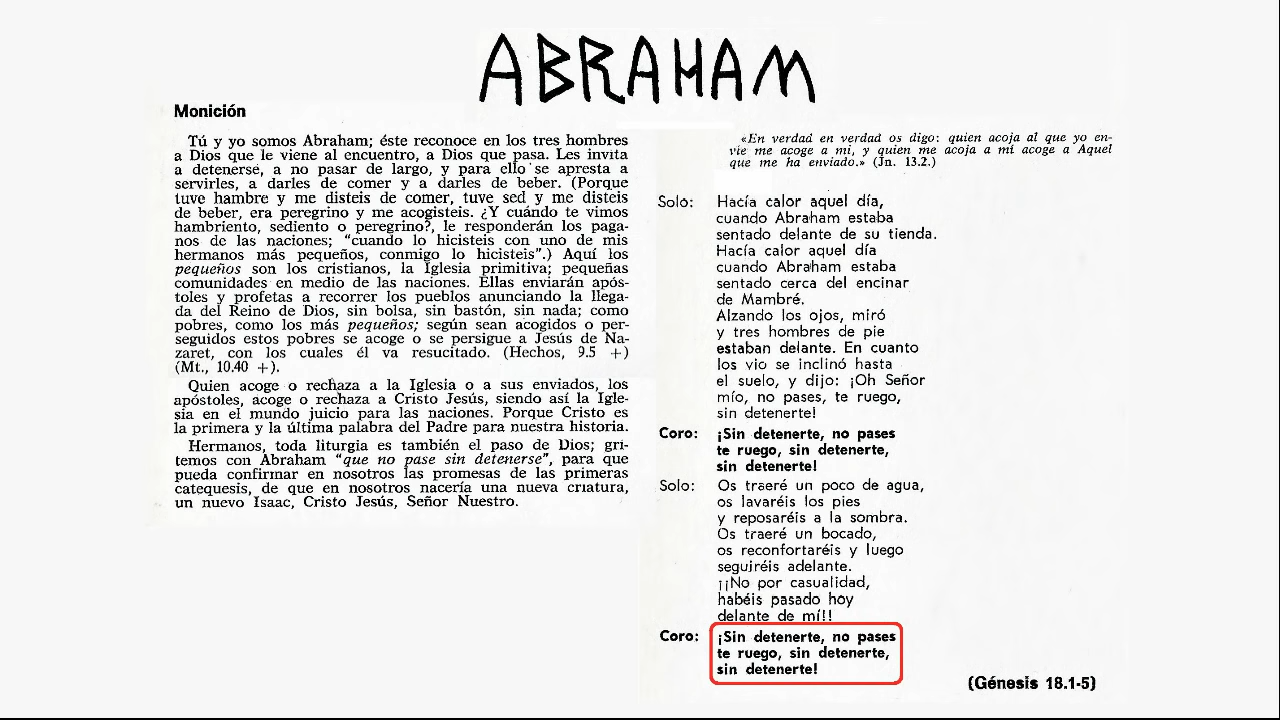 ABRAHAM
Monición
Tú y yo somos Abraham; éste reconoce en los tres hombres
a Dios que le viene al encuentro, a Dios que pasa. Les invita
a detenerse, a no pasar de largo, y para ello se apresta a
servirles, a darles de comer y a darles de beber. (Porque
tuve hambre y me disteis de comer, tuve sed y me disteis
de beber, era peregrino y me acogisteis. ¿Y cuándo te vimos
hambriento, sediento o peregrino?, le responderán los paga-
nos de las naciones; “cuando lo hicisteis con uno de mis
hermanos más pequeños, conmigo lo hicisteis”.) Aquí los
pequeños son los cristianos, la Iglesia primitiva; pequeñas
comunidades en medio de las naciones. Ellas enviarán após-
toles y profetas a recorrer los pueblos anunciando la llega-
da del Reino de Dios, sin bolsa, sin bastón, sin nada; como
pobres, como los más pequeños; según sean acogidos o per-
seguidos estos pobres se acoge o se persigue a Jesús de Na-
zaret, con los cuales él va resucitado. (Hechos, 9.5 +)
(Mt., 10.40 +).
Quien acoge o rechaza a la Iglesia o a sus enviados, los
apóstoles, acoge o rechaza a Cristo Jesús, siendo así la Igle-
sia en el mundo juicio para las naciones. Porque Cristo es
la primera y la última palabra del Padre para nuestra historia.
Hermanos, toda liturgia es también el paso de Dios; gri-
temos con Abraham “que no pase sin detenerse”, para que
pueda confirmar en nosotros las promesas de las primeras
catequesis, de que en nosotros nacería una nueva criatura,
un nuevo Isaac, Cristo Jesús, Señor Nuestro.
«En verdad en verdad os digo: quien acoja al que yo en-
víe me acoge a mí, y quien me acoja a mí acoge a Aquel
que me ha enviado.» (Jn. 13.2.)
Solo: Hacía calor aquel día,
cuando Abraham estaba
sentado delante de su tienda.
Hacía calor aquel día
cuando Abraham estaba
sentado cerca del encinar
de Mambré.
Alzando los ojos, miró
y tres hombres de pie
estaban delante. En cuanto
los vio se inclinó hasta
el suelo, y dijo: ¡Oh Señor
mío, no pases, te ruego,
sin detenerte!
Coro: ¡Sin detenerte, no pases
te ruego, sin detenerte,
sin detenerte!
Solo: Os traeré un poco de agua,
os lavaréis los pies
y reposaréis a la sombra.
Os traeré un bocado,
os reconfortaréis y luego
seguiréis adelante.
¡¡No por casualidad,
habéis pasado hoy
delante de mí!!
Coro: ¡Sin detenerte, no pases
te ruego, sin detenerte,
sin detenerte!
(Génesis 18.1-5)